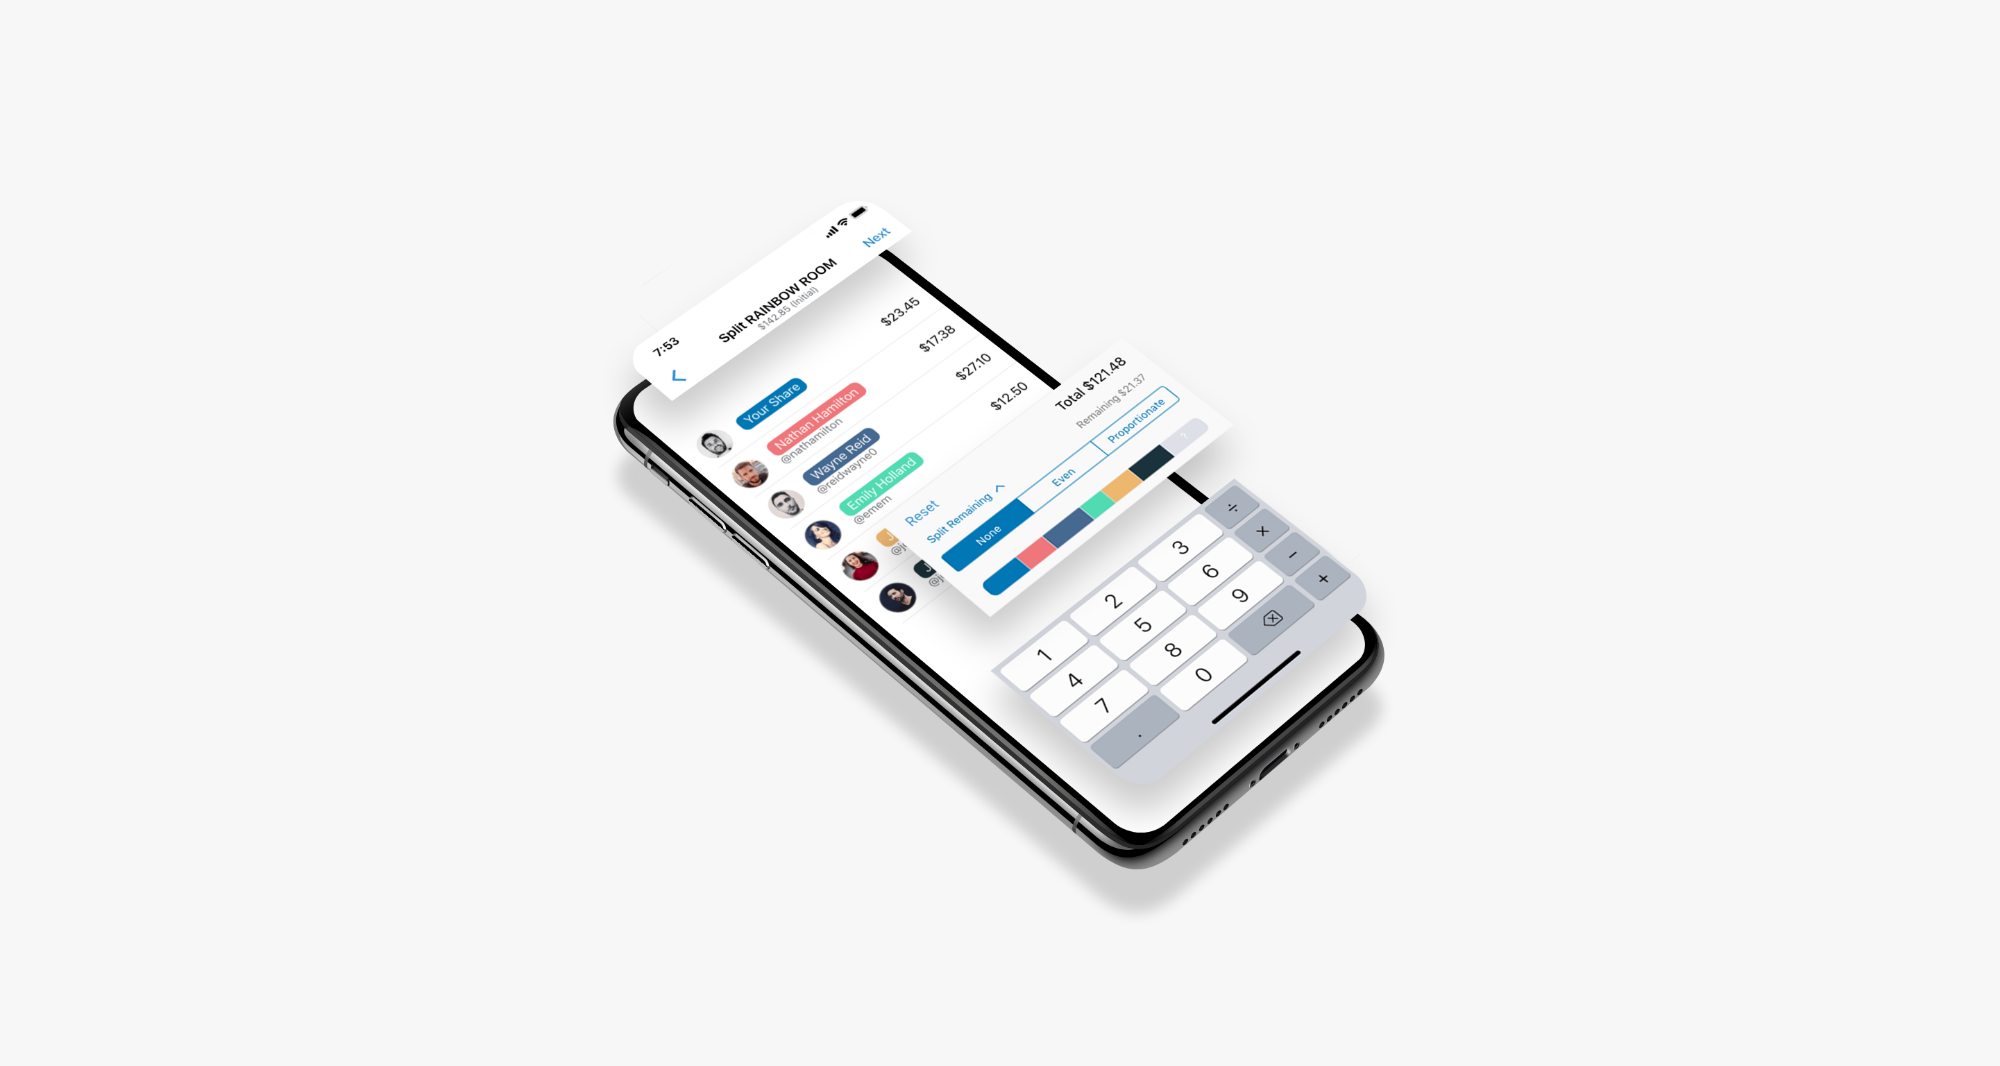 7:53
Next
Split RAINBOW ROOM
$142.85 (Initial)
Your Share
$23.45
Nathan Hamilton
@nathamilton
$17.38
Wayne Reid
@reidwayne0
$27.10
Emily Holland
@emem
$12.50
J
@j
J
@j
Reset
Total $121.48
Split Remaining
Remaining $21.37
None
Even
Proportionate
?
1
2
3
÷
4
5
6
×
7
8
9
−
.
0
+